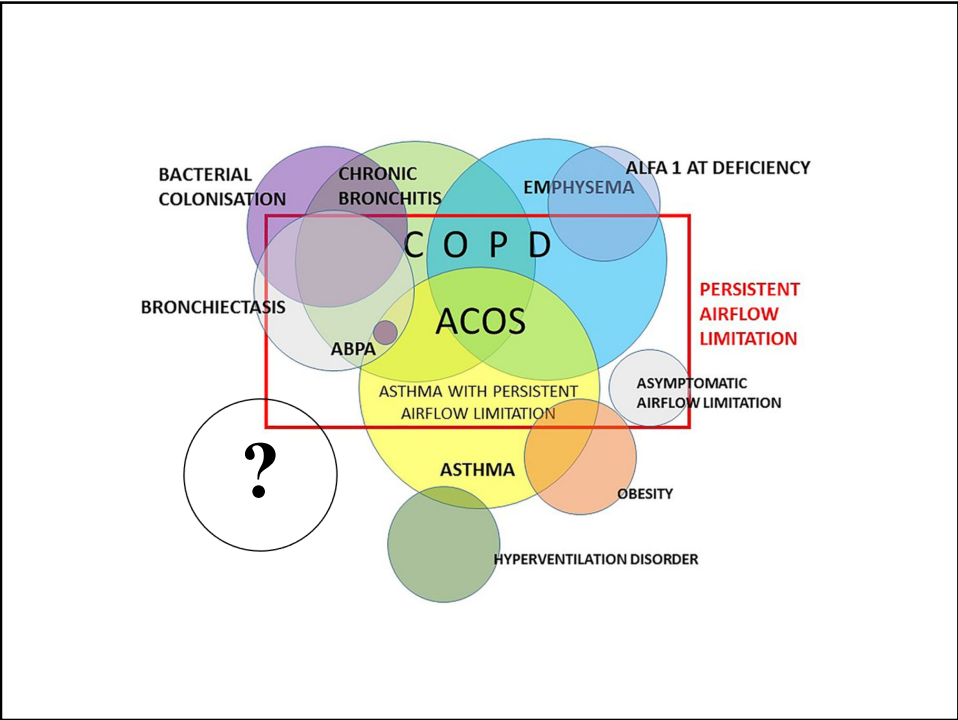 BACTERIAL
COLONISATION
CHRONIC
BRONCHITIS
EMPHYSEMA
ALFA 1 AT DEFICIENCY
C O P D
BRONCHIECTASIS
ACOS
PERSISTENT
AIRFLOW
LIMITATION
ABPA
ASTHMA WITH PERSISTENT
AIRFLOW LIMITATION
ASYMPTOMATIC
AIRFLOW LIMITATION
?
ASTHMA
OBESITY
HYPERVENTILATION DISORDER